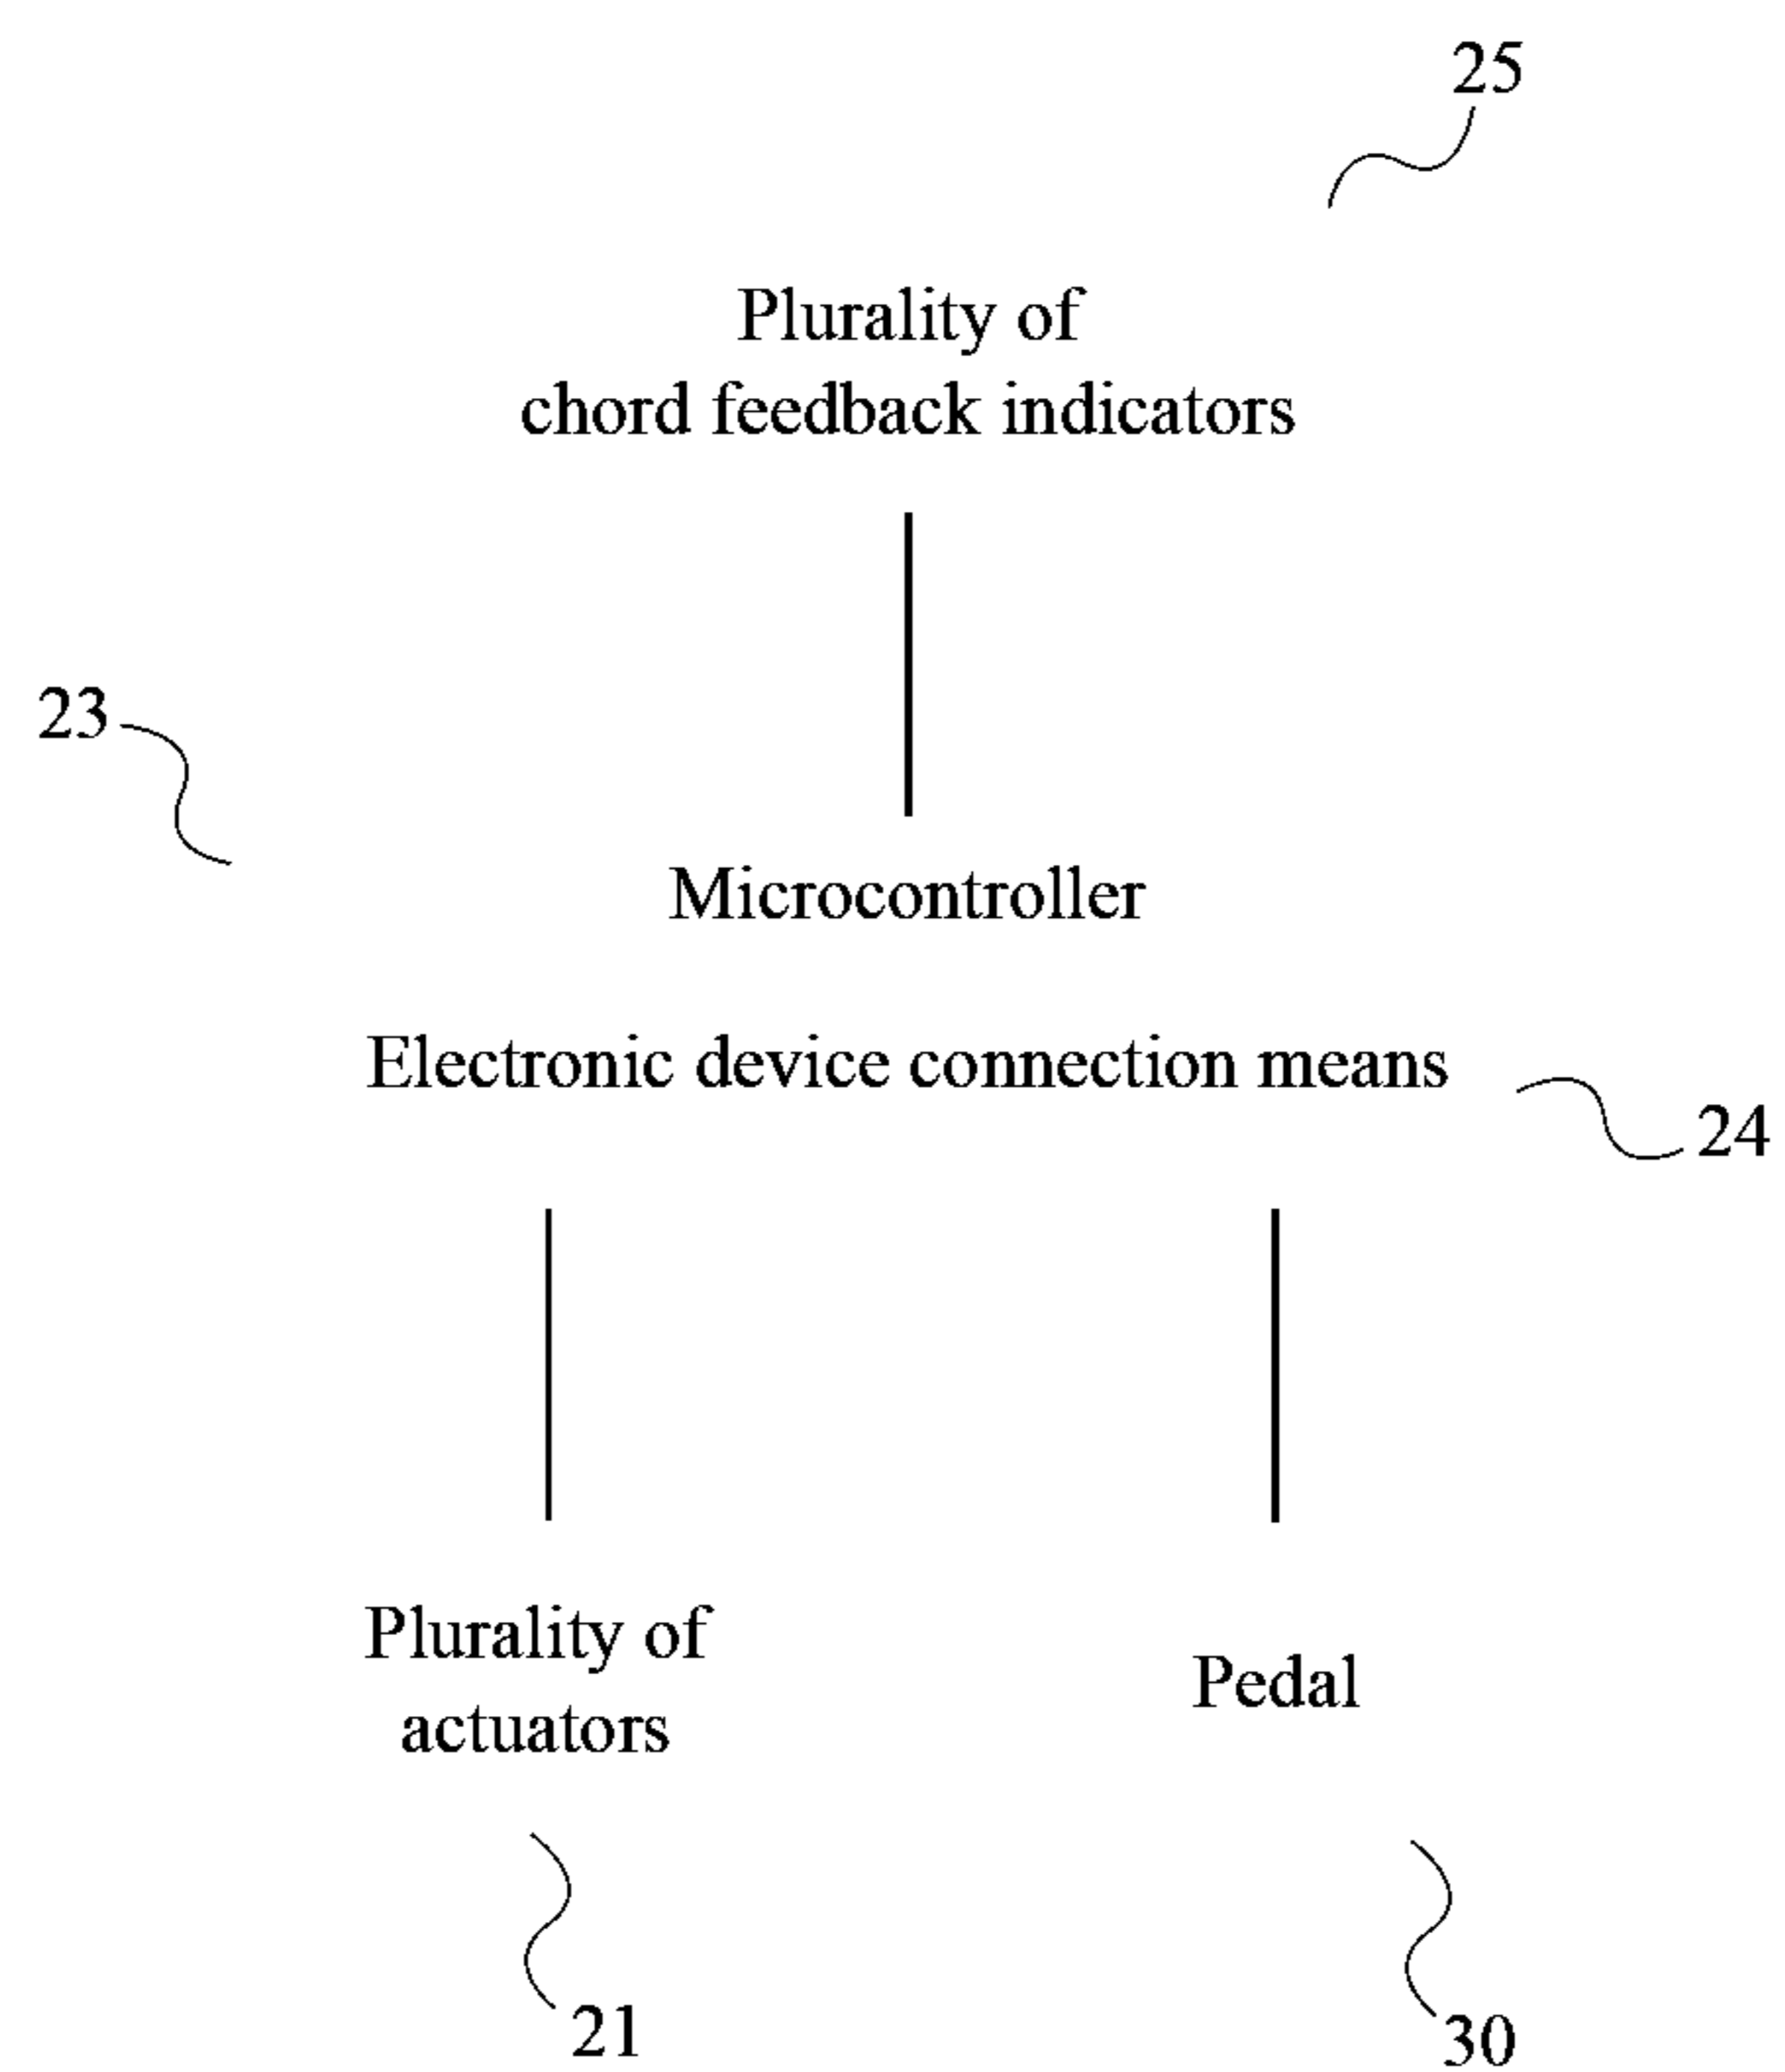 25
Plurality of
chord feedback indicators
23
Microcontroller
Electronic device connection means
24
Plurality of
actuators
Pedal
21
30